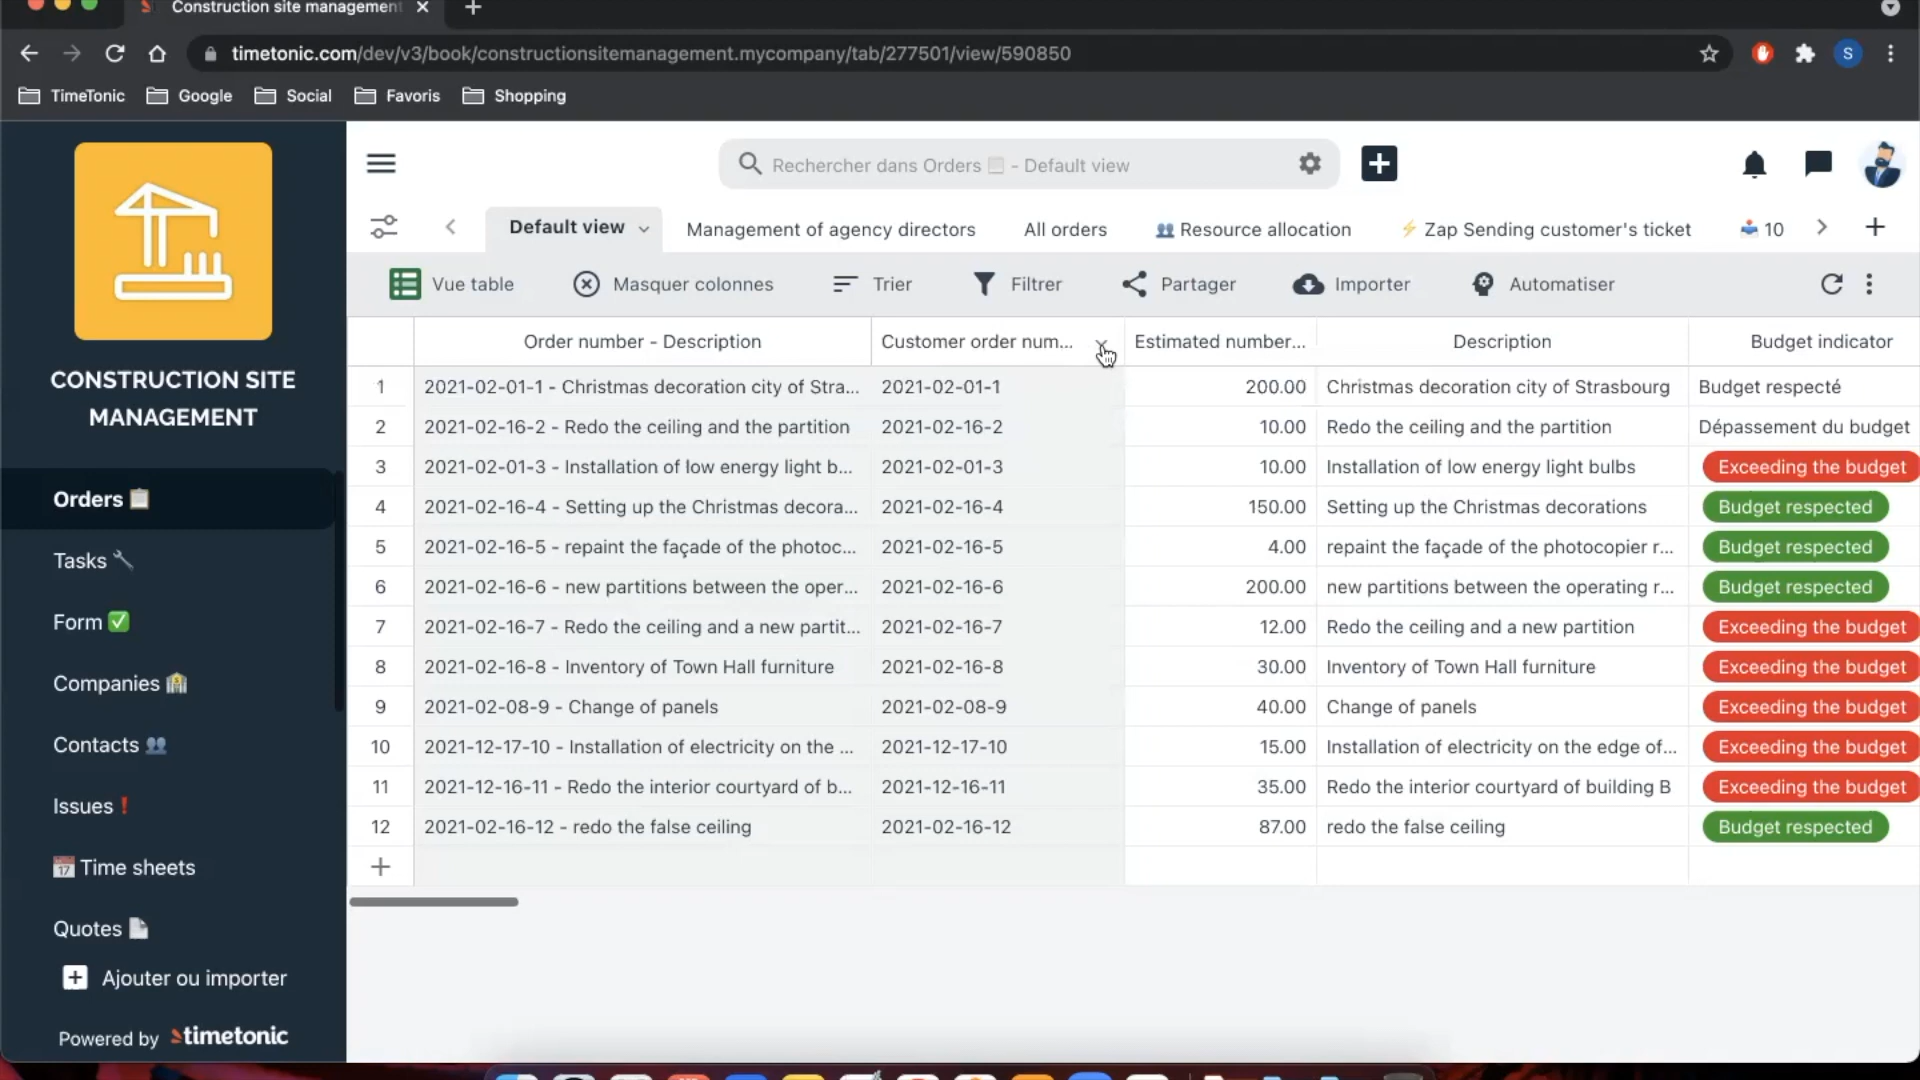 Construction site management
timetonic.com/dev/v3/book/constructionsitemanagement.mycompany/tab/277501/view/590850
S
TimeTonic Google Social Favoris Shopping
CONSTRUCTION SITE
MANAGEMENT
Orders
Tasks
Form
Companies
Contacts
Issues
Time sheets
Quotes
Ajouter ou importer
Powered by timetonic
Rechercher dans Orders - Default view
Default view Management of agency directors All orders Resource allocation Zap Sending customer's ticket 10
Vue table Masquer colonnes Trier Filtrer Partager Importer Automatiser
Order number - Description Customer order num... Estimated number... Description Budget indicator
1 2021-02-01-1 - Christmas decoration city of Stra... 2021-02-01-1 200.00 Christmas decoration city of Strasbourg Budget respecté
2 2021-02-16-2 - Redo the ceiling and the partition 2021-02-16-2 10.00 Redo the ceiling and the partition Dépassement du budget
3 2021-02-01-3 - Installation of low energy light b... 2021-02-01-3 10.00 Installation of low energy light bulbs Exceeding the budget
4 2021-02-16-4 - Setting up the Christmas decora... 2021-02-16-4 150.00 Setting up the Christmas decorations Budget respected
5 2021-02-16-5 - repaint the façade of the photoc... 2021-02-16-5 4.00 repaint the façade of the photocopier r... Budget respected
6 2021-02-16-6 - new partitions between the oper... 2021-02-16-6 200.00 new partitions between the operating r... Budget respected
7 2021-02-16-7 - Redo the ceiling and a new partit... 2021-02-16-7 12.00 Redo the ceiling and a new partition Exceeding the budget
8 2021-02-16-8 - Inventory of Town Hall furniture 2021-02-16-8 30.00 Inventory of Town Hall furniture Exceeding the budget
9 2021-02-08-9 - Change of panels 2021-02-08-9 40.00 Change of panels Exceeding the budget
10 2021-12-17-10 - Installation of electricity on the ... 2021-12-17-10 15.00 Installation of electricity on the edge of... Exceeding the budget
11 2021-12-16-11 - Redo the interior courtyard of b... 2021-12-16-11 35.00 Redo the interior courtyard of building B Exceeding the budget
12 2021-02-16-12 - redo the false ceiling 2021-02-16-12 87.00 redo the false ceiling Budget respected